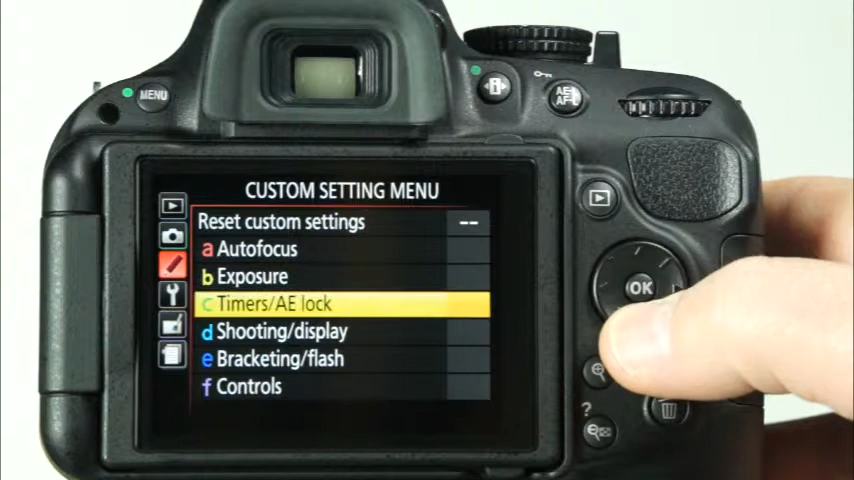 MENU
i
AE-L
AF-L
CUSTOM SETTING MENU
Reset custom settings --
a Autofocus
b Exposure
c Timers/AE lock
d Shooting/display
e Bracketing/flash
f Controls
OK
?